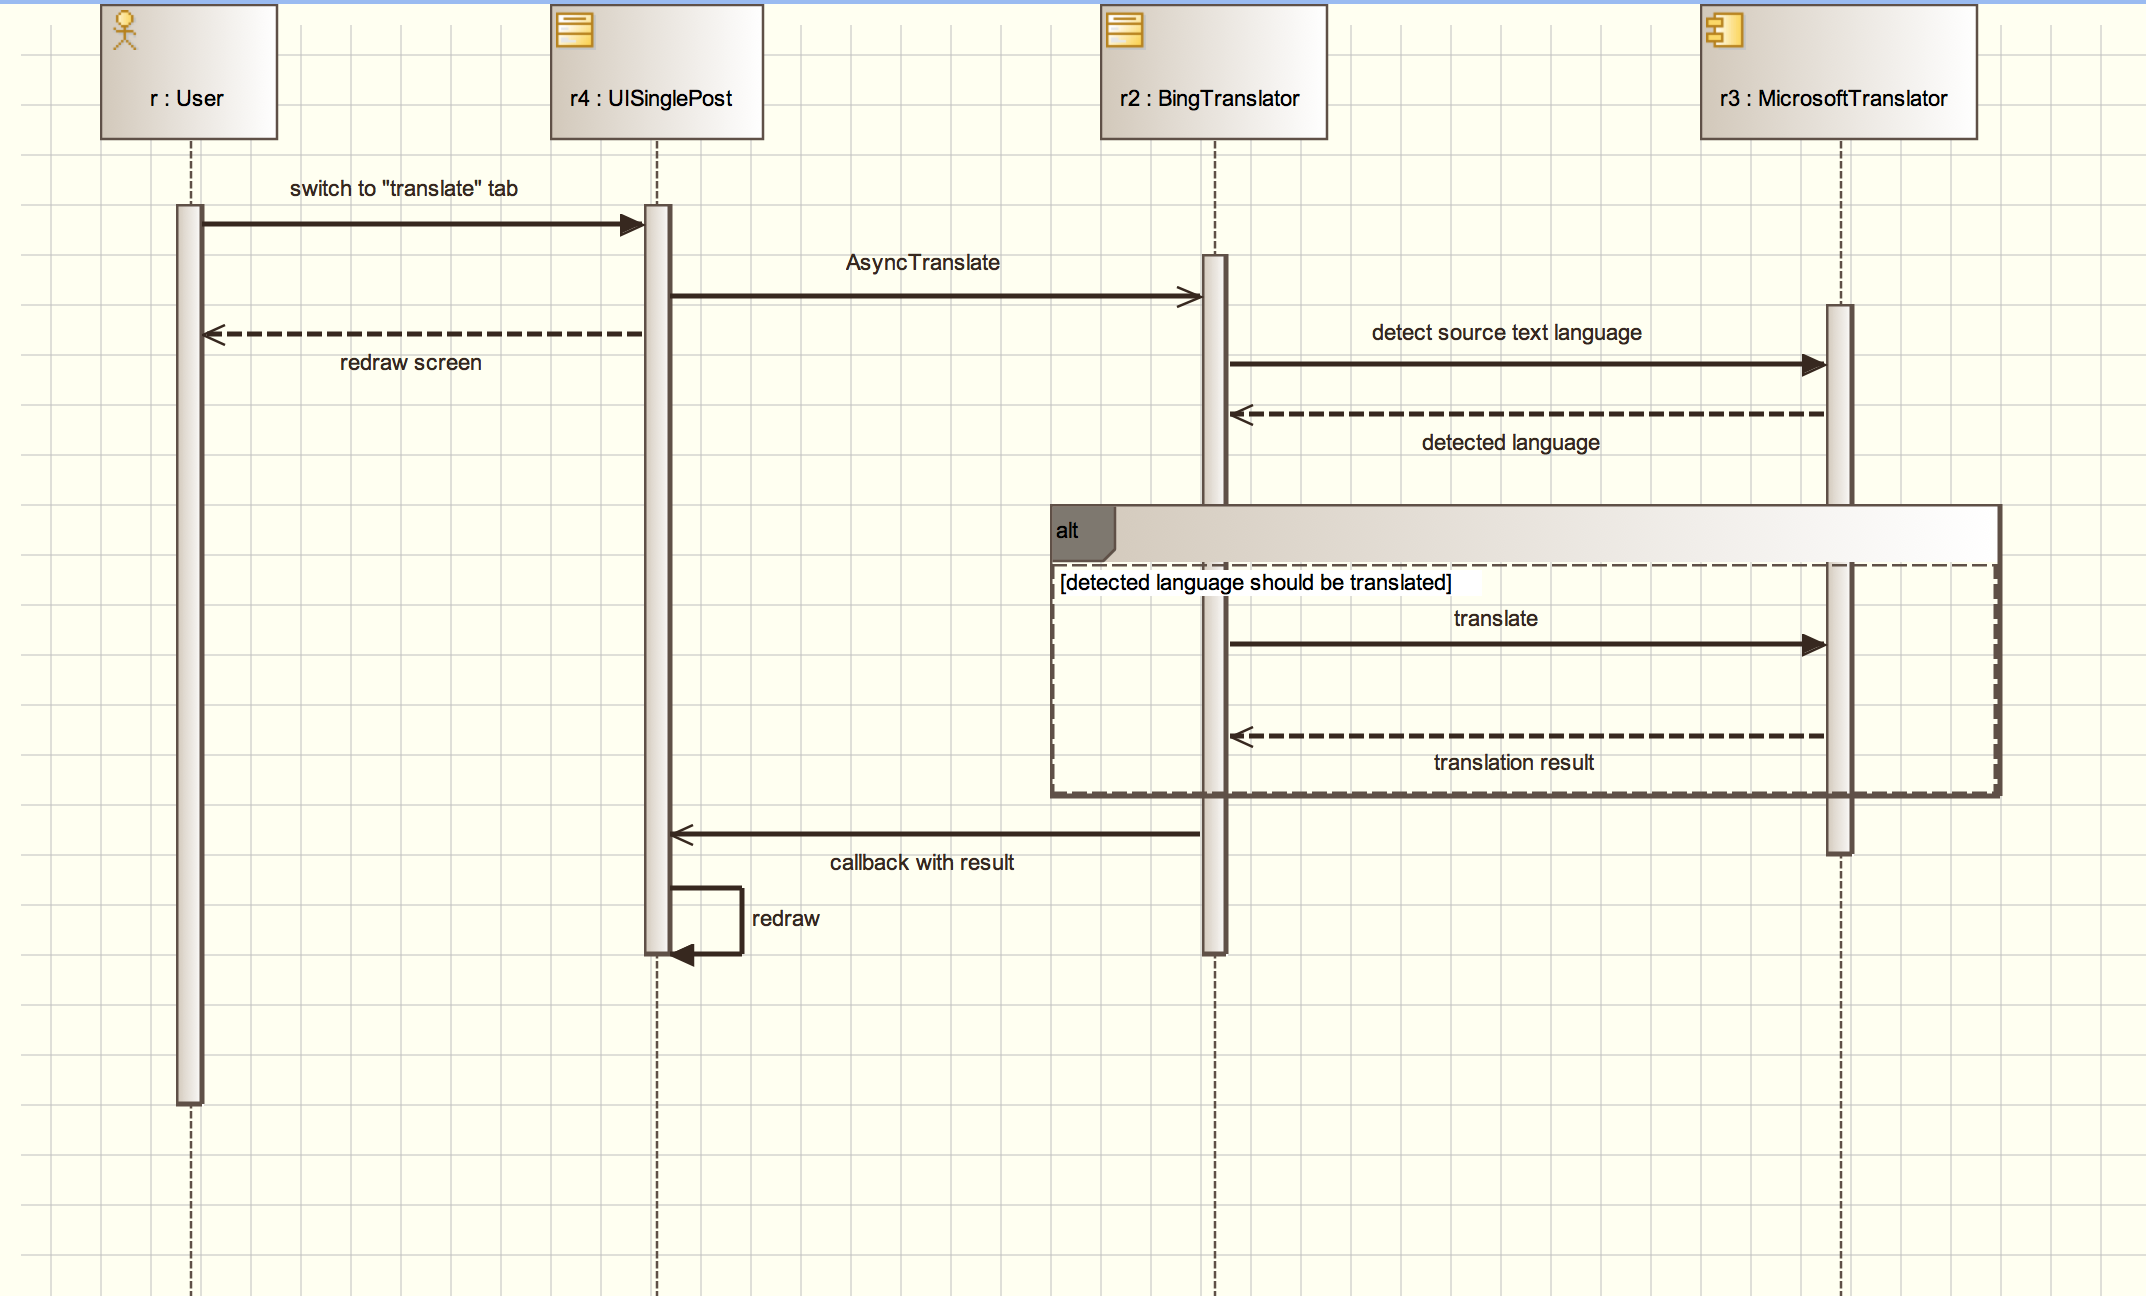 r : User
r4 : UISinglePost
r2 : BingTranslator
r3 : MicrosoftTranslator
switch to "translate" tab
AsyncTranslate
redraw screen
detect source text language
detected language
alt
[detected language should be translated]
translate
translation result
callback with result
redraw